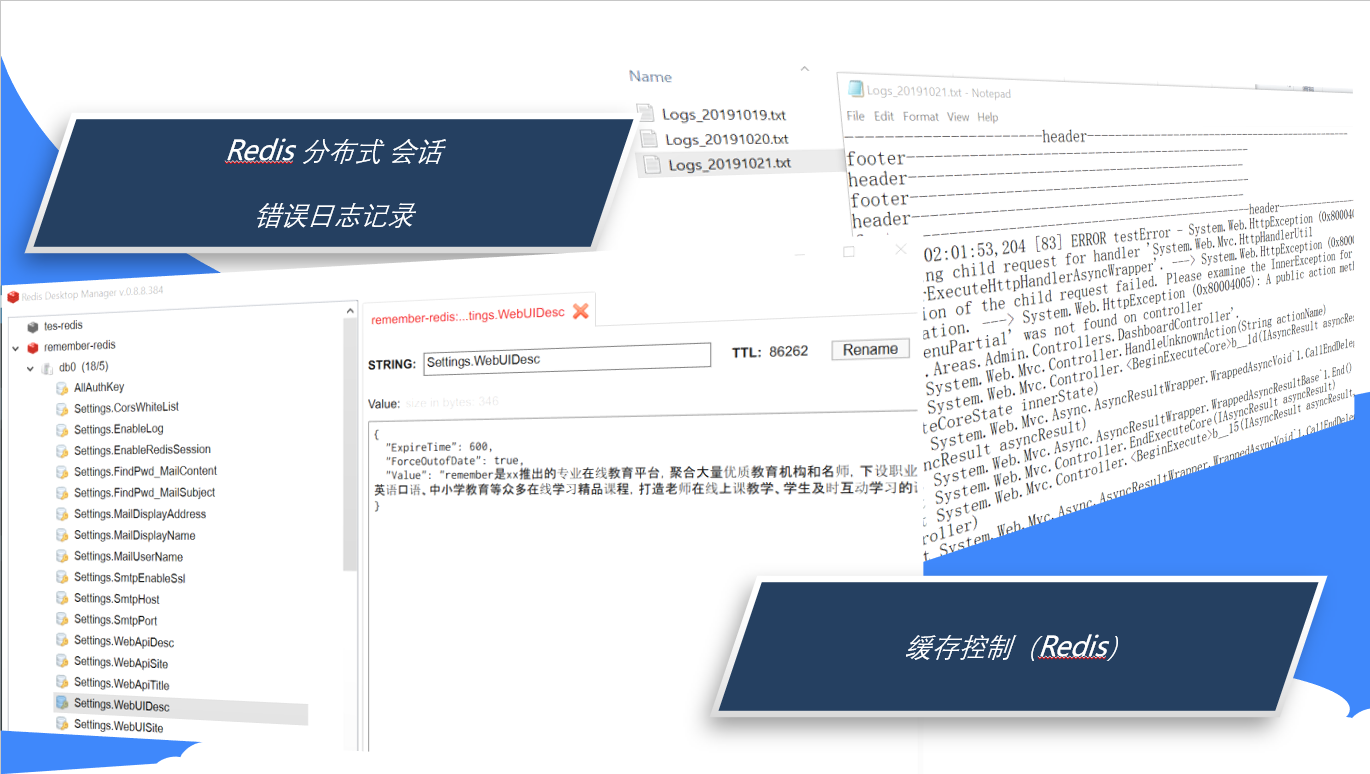 Redis 分布式 会话
错误日志记录
Name
Logs_20191019.txt
Logs_20191020.txt
Logs_20191021.txt
Logs_20191021.txt - Notepad
File Edit Format View Help
-----------------------header-----------------------------
footer-----------------------------------
header-----------------------------------
footer-----------------------------------
header-----------------------------------
-----------------------header-----------
02:01:53,204 [83] ERROR testError - System.Web.HttpException (0x80004
ng child request for handler 'System.Web.Mvc.HttpHandlerUtil
rExecuteHttpHandlerAsyncWrapper'. ---> System.Web.HttpException (0x8000
ion of the child request failed. Please examine the InnerException for
ation. ---> System.Web.HttpException (0x80004005): A public action met
enuPartial' was not found on controller
.Areas.Admin.Controllers.DashboardController'.
System.Web.Mvc.Controller.HandleUnknownAction(String actionName)
System.Web.Mvc.Controller.<BeginExecuteCore>b__1d(IAsyncResult asyncRes
teCoreState innerState)
System.Web.Mvc.Async.AsyncResultWrapper.WrappedAsyncVoid`1.CallEndDele
ncResult asyncResult)
System.Web.Mvc.Async.AsyncResultWrapper.WrappedAsyncResultBase`1.End()
System.Web.Mvc.Controller.EndExecuteCore(IAsyncResult asyncResult)
System.Web.Mvc.Controller.<BeginExecute>b__15(IAsyncResult asyncResult,
roller)
t System.Web.Mvc.Async.AsyncResultWrapper.WrappedAsyncVoid`1.CallEndDele
Redis Desktop Manager v.0.8.8.384
tes-redis
remember-redis
db0 (18/5)
AllAuthKey
Settings.CorsWhiteList
Settings.EnableLog
Settings.EnableRedisSession
Settings.FindPwd_MailContent
Settings.FindPwd_MailSubject
Settings.MailDisplayAddress
Settings.MailDisplayName
Settings.MailUserName
Settings.SmtpEnableSsl
Settings.SmtpHost
Settings.SmtpPort
Settings.WebApiDesc
Settings.WebApiSite
Settings.WebApiTitle
Settings.WebUIDesc
Settings.WebUISite
remember-redis:...tings.WebUIDesc
STRING: Settings.WebUIDesc TTL: 86262 Rename
Value: size in bytes: 346
{
"ExpireTime": 600,
"ForceOutofDate": true,
"Value": "remember是xx推出的专业在线教育平台, 聚合大量优质教育机构和名师, 下设职业
英语口语、中小学教育等众多在线学习精品课程, 打造老师在线上课教学、学生及时互动学习的
}
缓存控制（Redis）